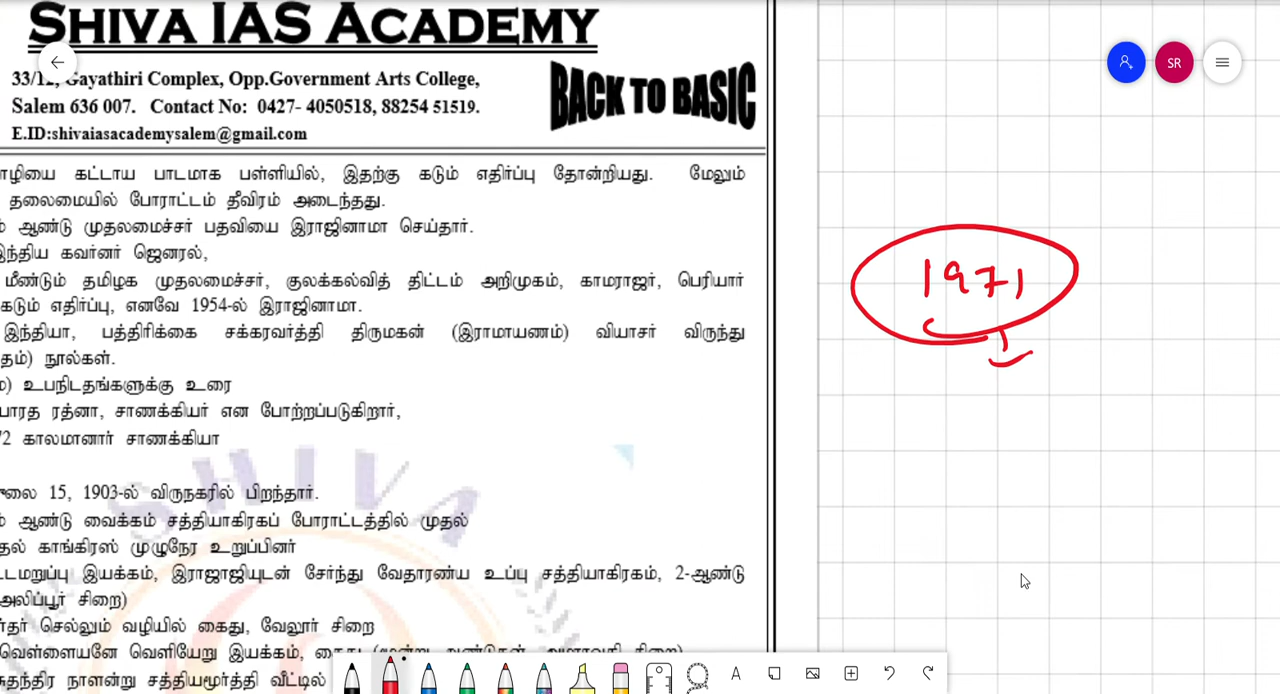 SHIVA IAS ACADEMY
33/12, Gayathiri Complex, Opp.Government Arts College,
Salem 636 007. Contact No: 0427- 4050518, 88254 51519.
E.ID:shivaiasacademysalem@gmail.com
BACK TO BASIC
SR
ாழியை கட்டாய பாடமாக பள்ளியில், இதற்கு கடும் எதிர்ப்பு தோன்றியது. மேலும்
தலைமையில் போராட்டம் தீவிரம் அடைந்தது.
ம் ஆண்டு முதலமைச்சர் பதவியை இராஜினாமா செய்தார்.
இந்திய கவர்னர் ஜெனரல்,
மீண்டும் தமிழக முதலமைச்சர், குலக்கல்வித் திட்டம் அறிமுகம், காமராஜர், பெரியார்
கடும் எதிர்ப்பு, எனவே 1954-ல் இராஜினாமா.
இந்தியா, பத்திரிக்கை சக்கரவர்த்தி திருமகன் (இராமாயணம்) வியாசர் விருந்து
தம்) நூல்கள்.
) உபநிடதங்களுக்கு உரை
பாரத ரத்னா, சாணக்கியர் என போற்றப்படுகிறார்,
72 காலமானார் சாணக்கியா
1971
SHIVA
ூலை 15, 1903-ல் விருநகரில் பிறந்தார்.
ம் ஆண்டு வைக்கம் சத்தியாகிரகப் போராட்டத்தில் முதல்
தல் காங்கிரஸ் முழுநேர உறுப்பினர்
ட்டமறுப்பு இயக்கம், இராஜாஜியுடன் சேர்ந்து வேதாரண்ய உப்பு சத்தியாகிரகம், 2-ஆண்டு
அலிப்பூர் சிறை)
ர்தர் செல்லும் வழியில் கைது, வேலூர் சிறை
வெள்ளையனே வெளியேறு இயக்கம்,
சுதந்திர நாளன்று சத்தியமூர்த்தி வீட்டில்
A